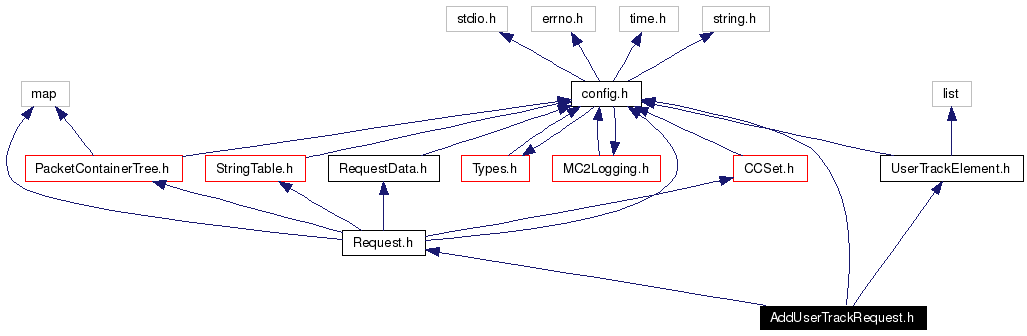 stdio.h
errno.h
time.h
string.h
map
config.h
list
PacketContainerTree.h
StringTable.h
RequestData.h
Types.h
MC2Logging.h
CCSet.h
UserTrackElement.h
Request.h
AddUserTrackRequest.h